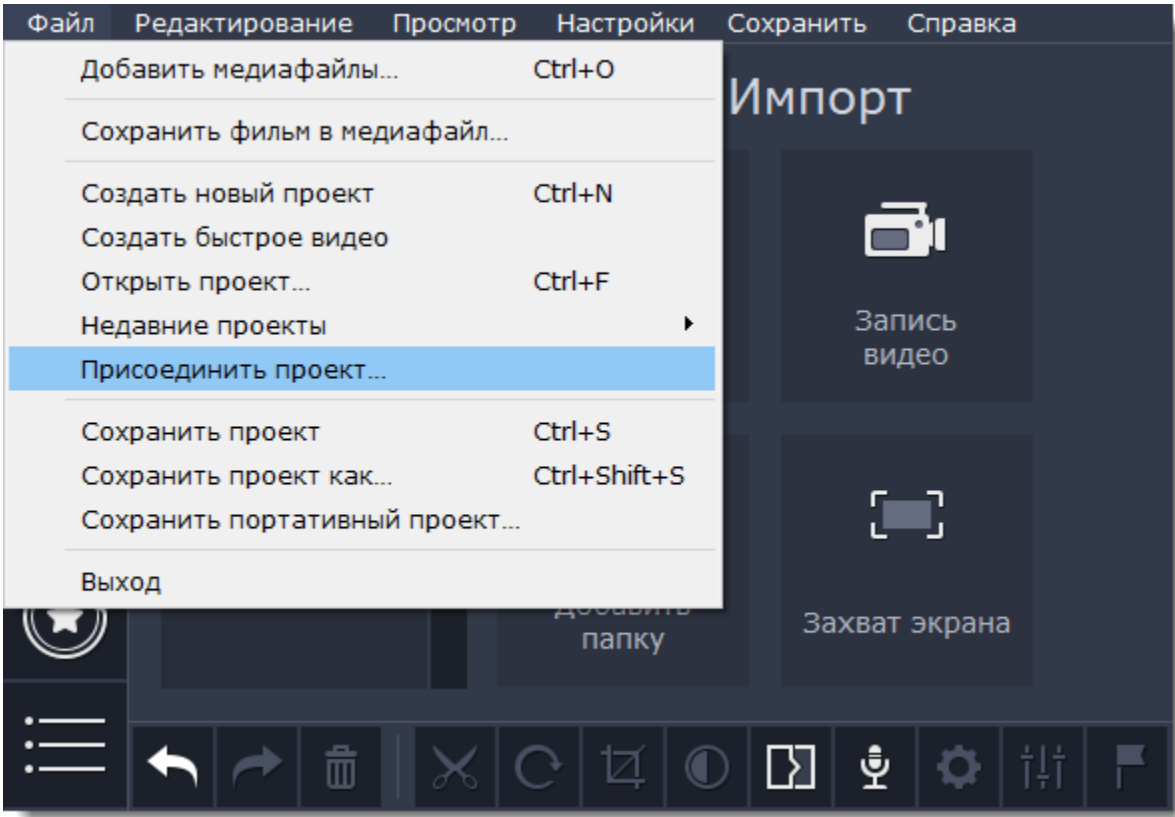 Файл Редактирование Просмотр Настройки Сохранить Справка
Добавить медиафайлы... Ctrl+O
Импорт
Сохранить фильм в медиафайл...
Создать новый проект Ctrl+N
Создать быстрое видео
Открыть проект... Ctrl+F
Недавние проекты
Присоединить проект...
Сохранить проект Ctrl+S
Сохранить проект как... Ctrl+Shift+S
Сохранить портативный проект...
Выход
Запись
видео
Добавить
папку
Захват экрана